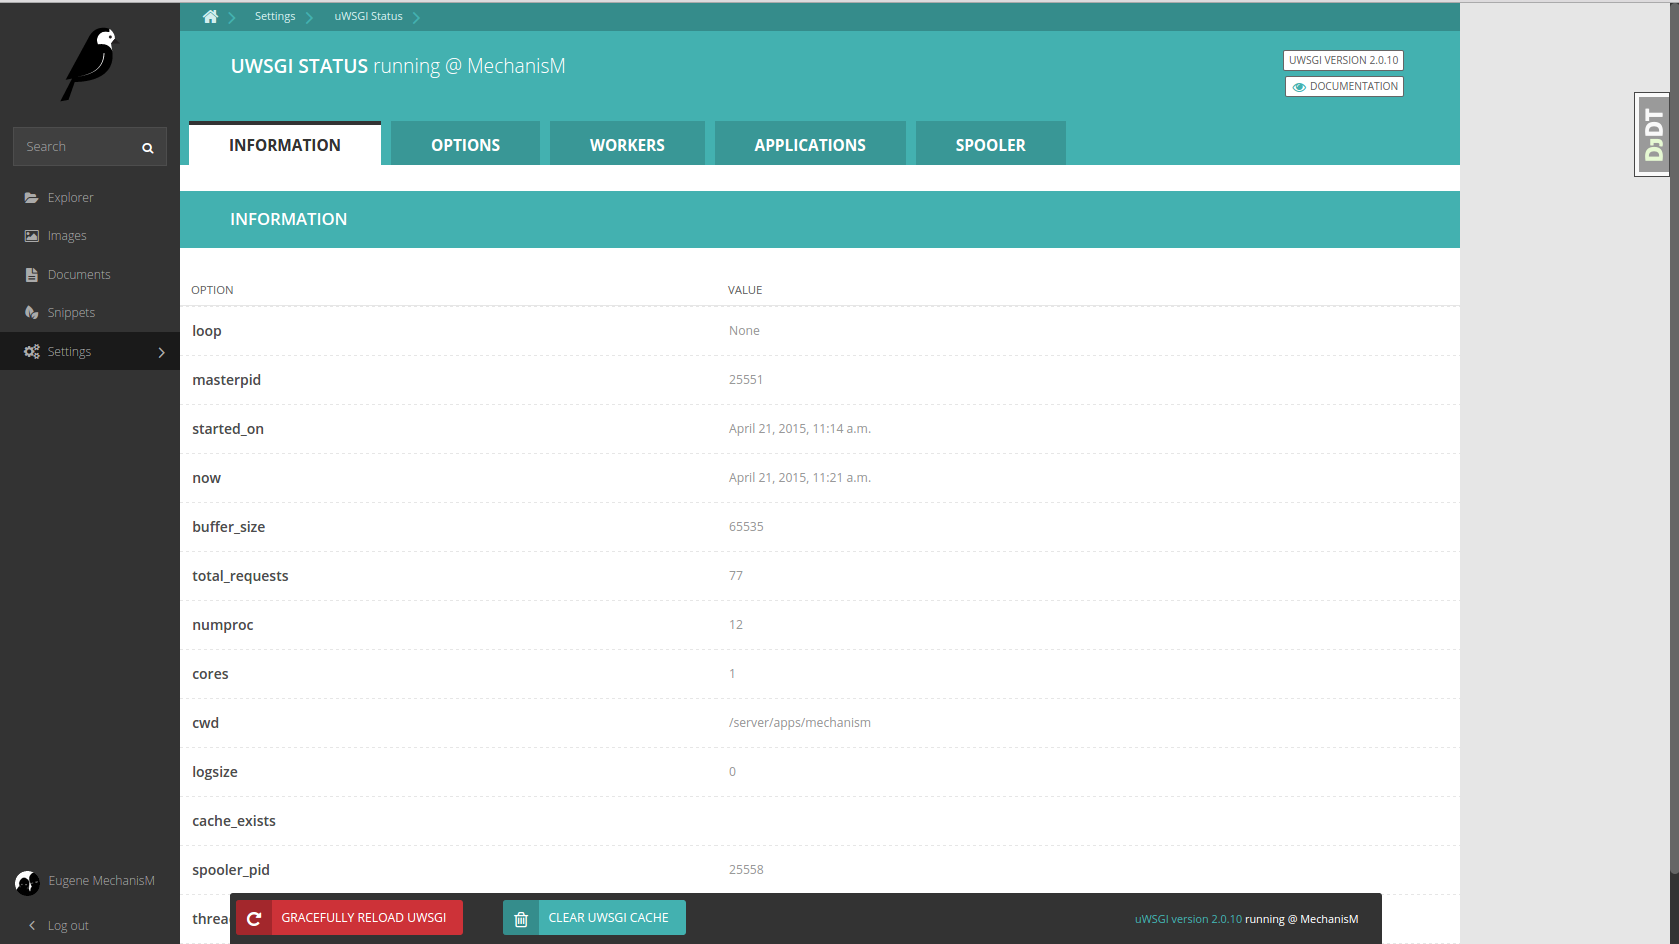 Settings uWSGI Status
UWSGI STATUS running @ MechanisM
UWSGI VERSION 2.0.10
DOCUMENTATION
DJDT
Search
INFORMATION OPTIONS WORKERS APPLICATIONS SPOOLER
Explorer
Images
Documents
Snippets
Settings
INFORMATION
OPTION VALUE
loop None
masterpid 25551
started_on April 21, 2015, 11:14 a.m.
now April 21, 2015, 11:21 a.m.
buffer_size 65535
total_requests 77
numproc 12
cores 1
cwd /server/apps/mechanism
logsize 0
cache_exists
spooler_pid 25558
threa
Eugene MechanisM
Log out
GRACEFULLY RELOAD UWSGI CLEAR UWSGI CACHE uWSGI version 2.0.10 running @ MechanisM